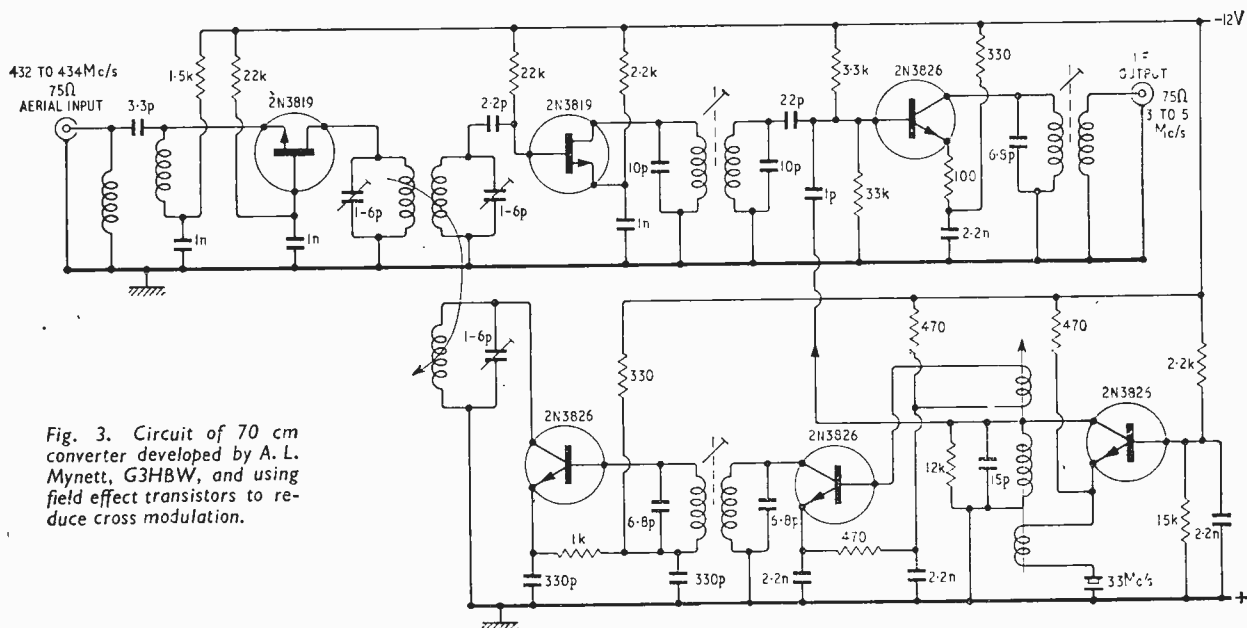 -12V
432 TO 434Mc/s
75Ω
AERIAL INPUT
3·3p
1·5k
22k
2N3819
1n
1n
1-6p
1-6p
2·2p
22k
2N3819
2·2k
10p
1n
10p
22p
1p
3·3k
33k
2N3826
330
100
2·2n
6·8p
OUTPUT
75Ω
3 TO 5
Mc/s
1-6p
330
2N3826
1k
330p
6·8p
330p
6·8p
2N3826
470
2·2n
2·2n
470
12k
15p
470
2N3826
33Mc/s
2·2k
15k
2·2n
+
Fig. 3. Circuit of 70 cm
converter developed by A. L.
Mynett, G3HBW, and using
field effect transistors to re-
duce cross modulation.